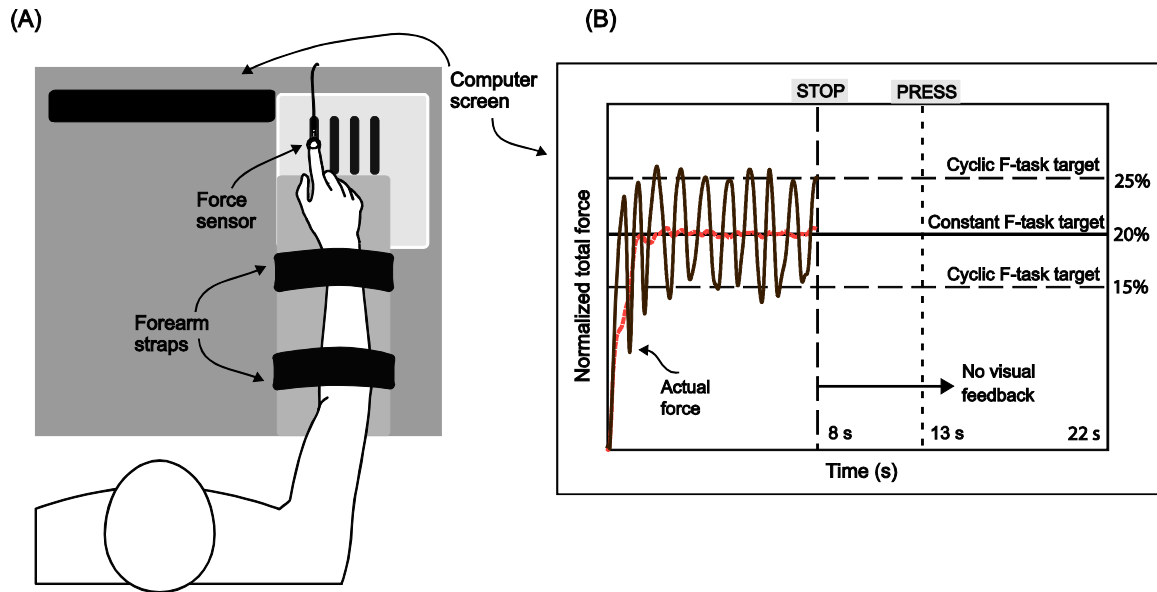 (A)
(B)
Computer
screen
Force
sensor
Forearm
straps
STOP
PRESS
Cyclic F-task target
25%
Constant F-task target
20%
Cyclic F-task target
15%
Normalized total force
Actual
force
No visual
feedback
8 s
13 s
22 s
Time (s)